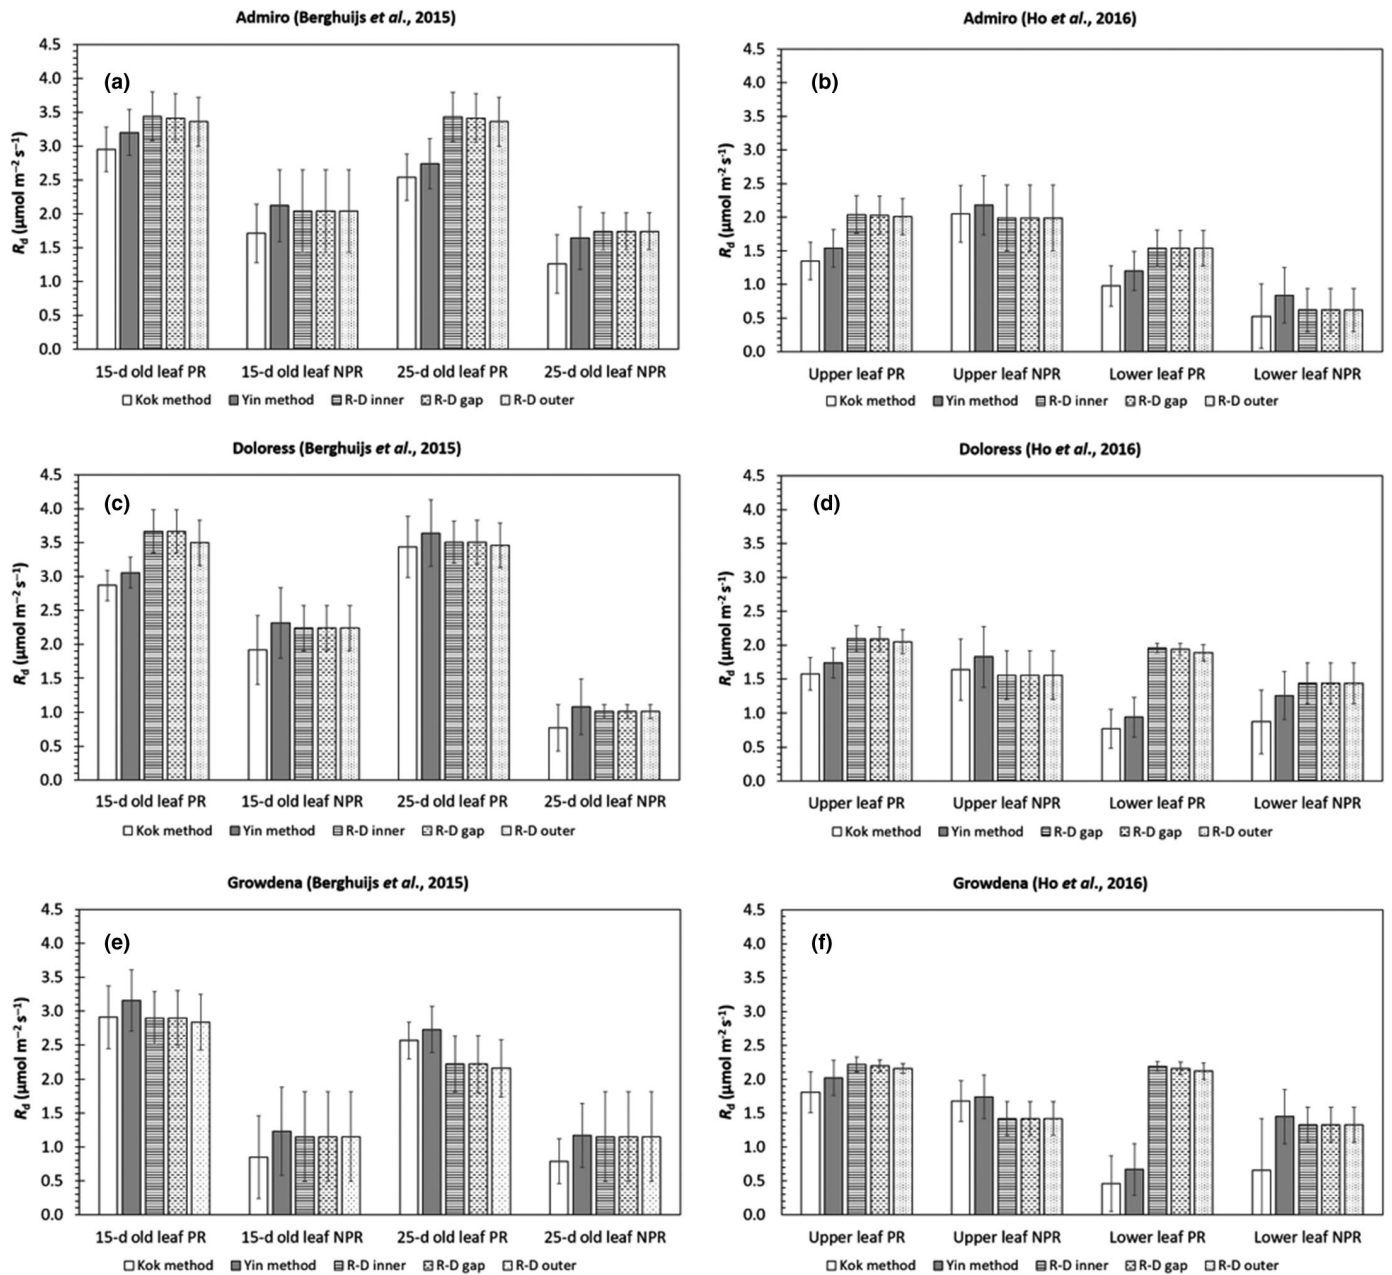 Admiro (Berghuijs et al., 2015)
(a)
4.5
4.0
3.5
3.0
2.5
2.0
1.5
1.0
0.5
0.0
Rd (µmol m−2 s−1)
15-d old leaf PR 15-d old leaf NPR 25-d old leaf PR 25-d old leaf NPR
Kok method Yin method R-D inner R-D gap R-D outer
Admiro (Ho et al., 2016)
(b)
4.5
4.0
3.5
3.0
2.5
2.0
1.5
1.0
0.5
0.0
Rd (µmol m-2 s-1)
Upper leaf PR Upper leaf NPR Lower leaf PR Lower leaf NPR
Kok method Yin method R-D inner R-D gap R-D outer
Doloress (Berghuijs et al., 2015)
(c)
4.5
4.0
3.5
3.0
2.5
2.0
1.5
1.0
0.5
0.0
Rd (µmol m−2 s−1)
15-d old leaf PR 15-d old leaf NPR 25-d old leaf PR 25-d old leaf NPR
Kok method Yin method R-D inner R-D gap R-D outer
Doloress (Ho et al., 2016)
(d)
4.5
4.0
3.5
3.0
2.5
2.0
1.5
1.0
0.5
0.0
Rd (µmol m-2 s-1)
Upper leaf PR Upper leaf NPR Lower leaf PR Lower leaf NPR
Kok method Yin method R-D gap R-D gap R-D outer
Growdena (Berghuijs et al., 2015)
(e)
4.5
4.0
3.5
3.0
2.5
2.0
1.5
1.0
0.5
0.0
Rd (µmol m−2 s−1)
15-d old leaf PR 15-d old leaf NPR 25-d old leaf PR 25-d old leaf NPR
Kok method Yin method R-D inner R-D gap R-D outer
Growdena (Ho et al., 2016)
(f)
4.5
4.0
3.5
3.0
2.5
2.0
1.5
1.0
0.5
0.0
Rd (µmol m-2 s-1)
Upper leaf PR Upper leaf NPR Lower leaf PR Lower leaf NPR
Kok method Yin method R-D inner R-D gap R-D outer